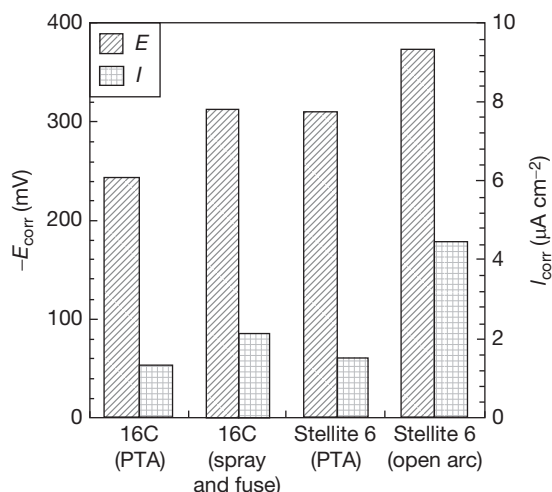 400
300
200
100
0
−E_corr (mV)
E
I
10
8
6
4
2
0
I_corr (μA cm⁻²)
16C
(PTA)
16C
(spray
and fuse)
Stellite 6
(PTA)
Stellite 6
(open arc)